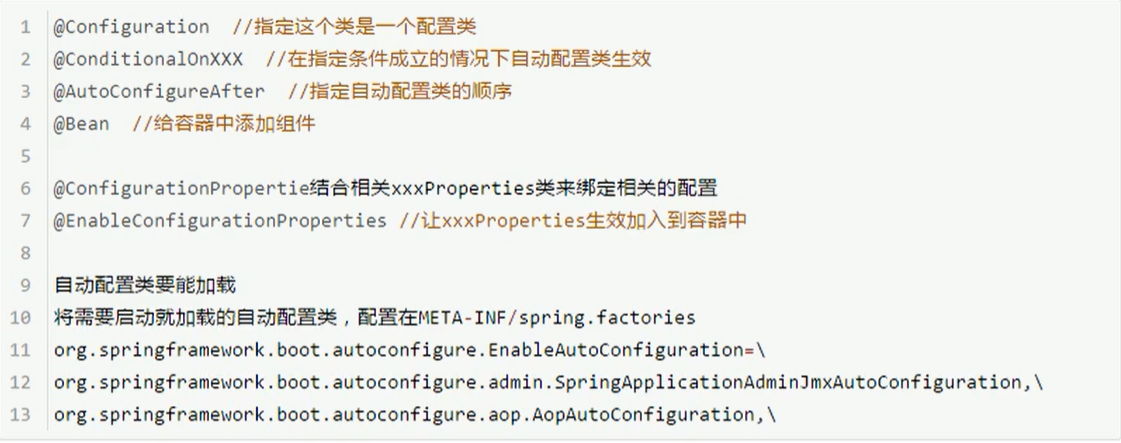 1 @Configuration //指定这个类是一个配置类
2 @ConditionalOnXXX //在指定条件成立的情况下自动配置类生效
3 @AutoConfigureAfter //指定自动配置类的顺序
4 @Bean //给容器中添加组件
5
6 @ConfigurationPropertie结合相关xxxProperties类来绑定相关的配置
7 @EnableConfigurationProperties //让xxxProperties生效加入到容器中
8
9 自动配置类要能加载
10 将需要启动就加载的自动配置类，配置在META-INF/spring.factories
11 org.springframework.boot.autoconfigure.EnableAutoConfiguration=\
12 org.springframework.boot.autoconfigure.admin.SpringApplicationAdminJmxAutoConfiguration,\
13 org.springframework.boot.autoconfigure.aop.AopAutoConfiguration,\